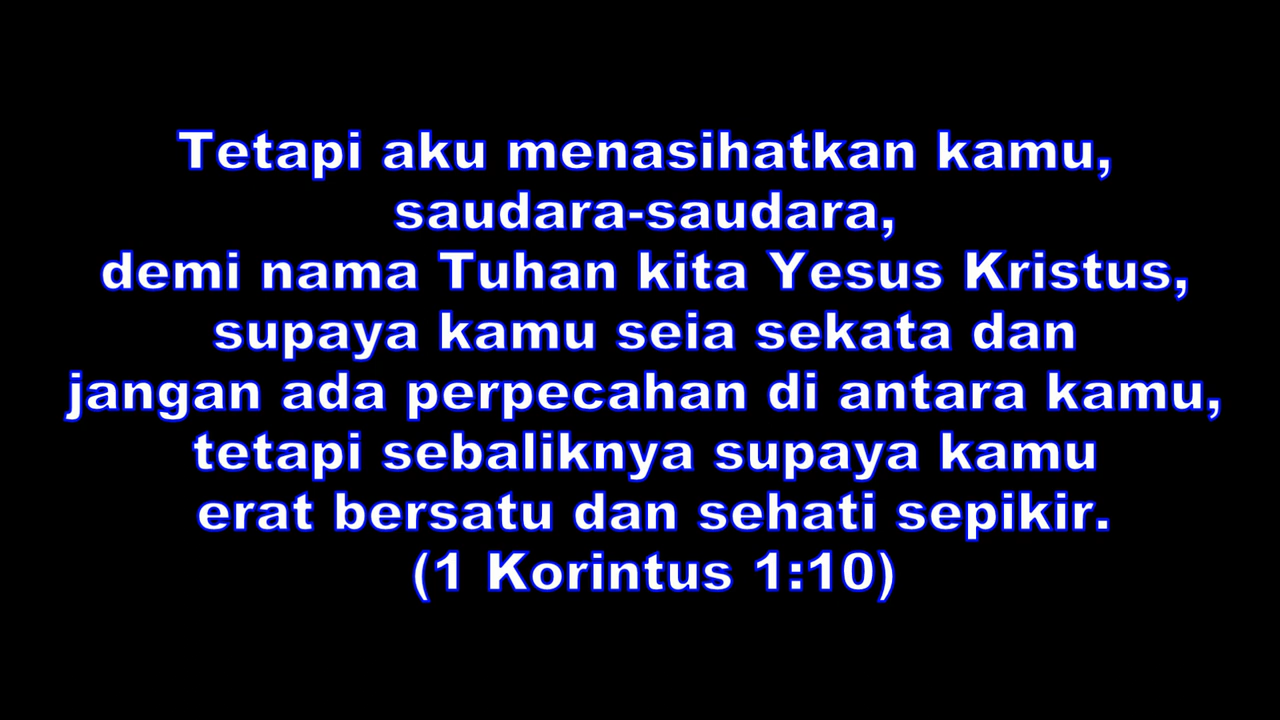 Tetapi aku menasihatkan kamu,
saudara-saudara,
demi nama Tuhan kita Yesus Kristus,
supaya kamu seia sekata dan
jangan ada perpecahan di antara kamu,
tetapi sebaliknya supaya kamu
erat bersatu dan sehati sepikir.
(1 Korintus 1:10)